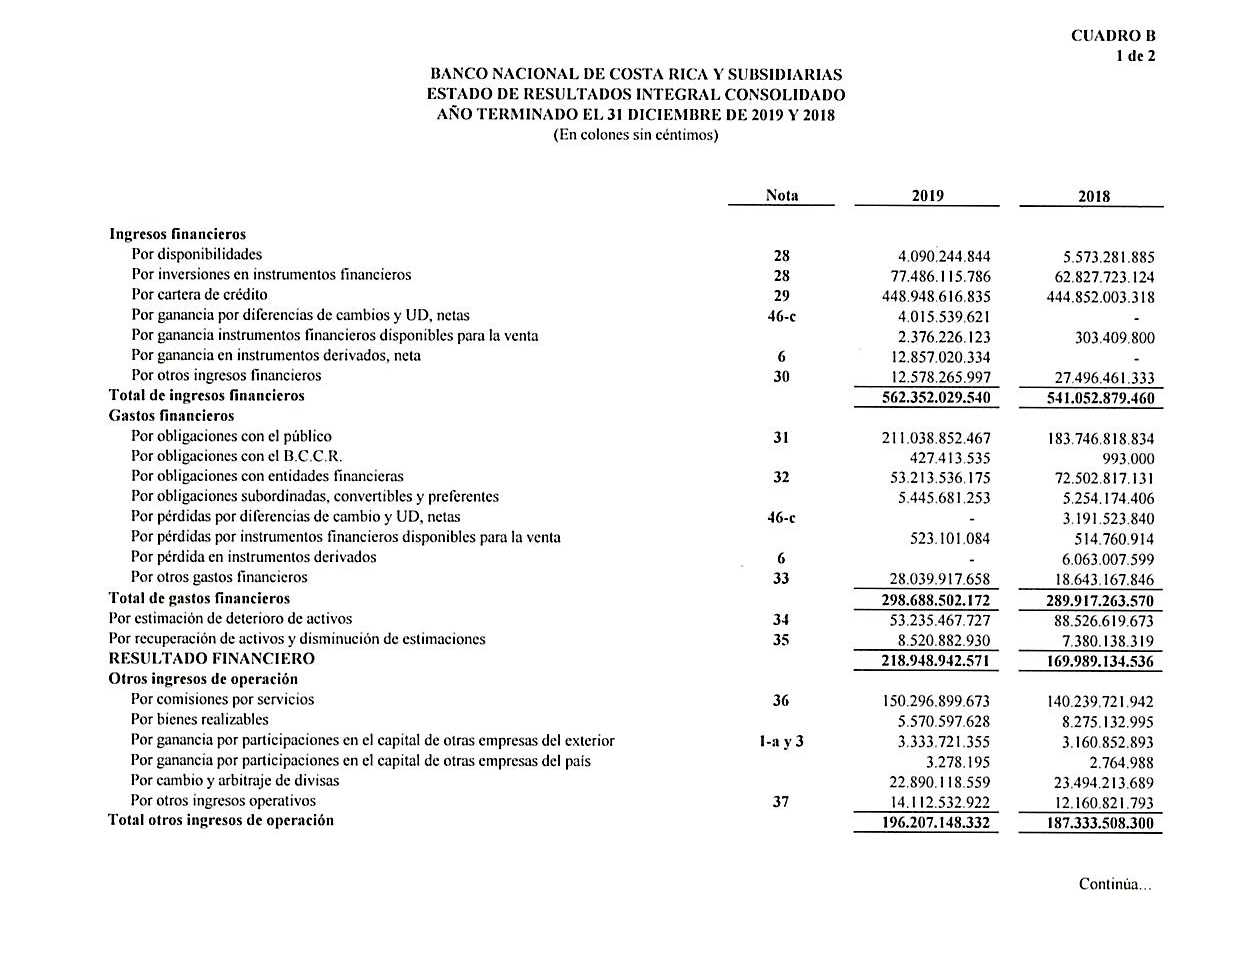 CUADRO B
1 de 2
BANCO NACIONAL DE COSTA RICA Y SUBSIDIARIAS
ESTADO DE RESULTADOS INTEGRAL CONSOLIDADO
AÑO TERMINADO EL 31 DICIEMBRE DE 2019 Y 2018
(En colones sin céntimos)
Nota 2019 2018
Ingresos financieros
Por disponibilidades 28 4.090.244.844 5.573.281.885
Por inversiones en instrumentos financieros 28 77.486.115.786 62.827.723.124
Por cartera de crédito 29 448.948.616.835 444.852.003.318
Por ganancia por diferencias de cambios y UD, netas 46-c 4.015.539.621 -
Por ganancia instrumentos financieros disponibles para la venta 2.376.226.123 303.409.800
Por ganancia en instrumentos derivados, neta 6 12.857.020.334 -
Por otros ingresos financieros 30 12.578.265.997 27.496.461.333
Total de ingresos financieros 562.352.029.540 541.052.879.460
Gastos financieros
Por obligaciones con el público 31 211.038.852.467 183.746.818.834
Por obligaciones con el B.C.C.R. 427.413.535 993.000
Por obligaciones con entidades financieras 32 53.213.536.175 72.502.817.131
Por obligaciones subordinadas, convertibles y preferentes 5.445.681.253 5.254.174.406
Por pérdidas por diferencias de cambio y UD, netas 46-c - 3.191.523.840
Por pérdidas por instrumentos financieros disponibles para la venta 523.101.084 514.760.914
Por pérdida en instrumentos derivados 6 - 6.063.007.599
Por otros gastos financieros 33 28.039.917.658 18.643.167.846
Total de gastos financieros 298.688.502.172 289.917.263.570
Por estimación de deterioro de activos 34 53.235.467.727 88.526.619.673
Por recuperación de activos y disminución de estimaciones 35 8.520.882.930 7.380.138.319
RESULTADO FINANCIERO 218.948.942.571 169.989.134.536
Otros ingresos de operación
Por comisiones por servicios 36 150.296.899.673 140.239.721.942
Por bienes realizables 5.570.597.628 8.275.132.995
Por ganancia por participaciones en el capital de otras empresas del exterior 1-a y 3 3.333.721.355 3.160.852.893
Por ganancia por participaciones en el capital de otras empresas del país 3.278.195 2.764.988
Por cambio y arbitraje de divisas 22.890.118.559 23.494.213.689
Por otros ingresos operativos 37 14.112.532.922 12.160.821.793
Total otros ingresos de operación 196.207.148.332 187.333.508.300
Continúa...